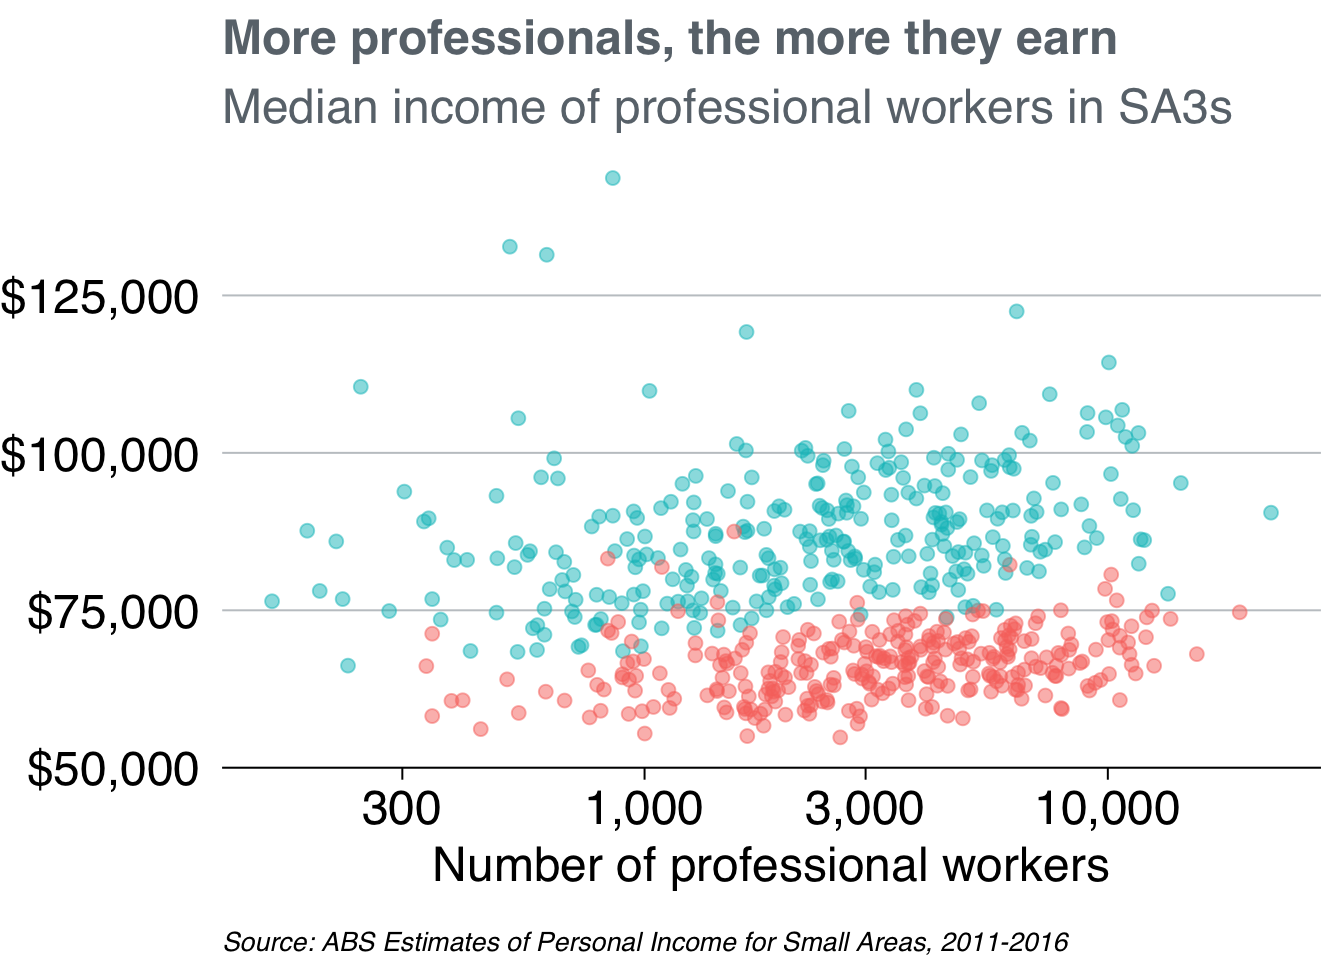 More professionals, the more they earn
Median income of professional workers in SA3s
$125,000
$100,000
$75,000
$50,000
300 1,000 3,000 10,000
Number of professional workers
Source: ABS Estimates of Personal Income for Small Areas, 2011-2016